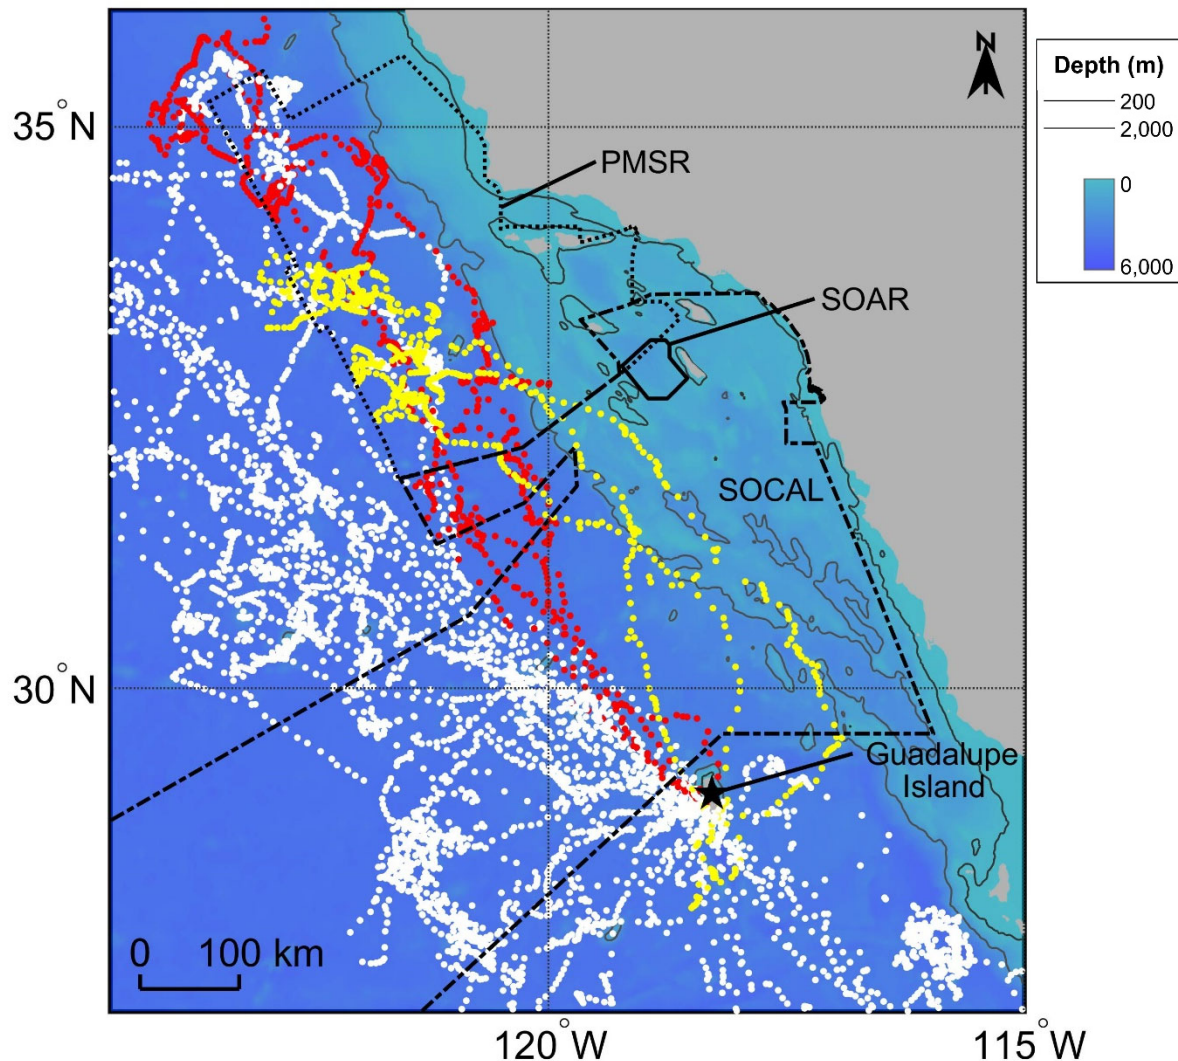 N
Depth (m)
200
2,000
0
6,000
35°N
PMSR
SOAR
SOCAL
30°N
Guadalupe
Island
0 100 km
120°W
115°W